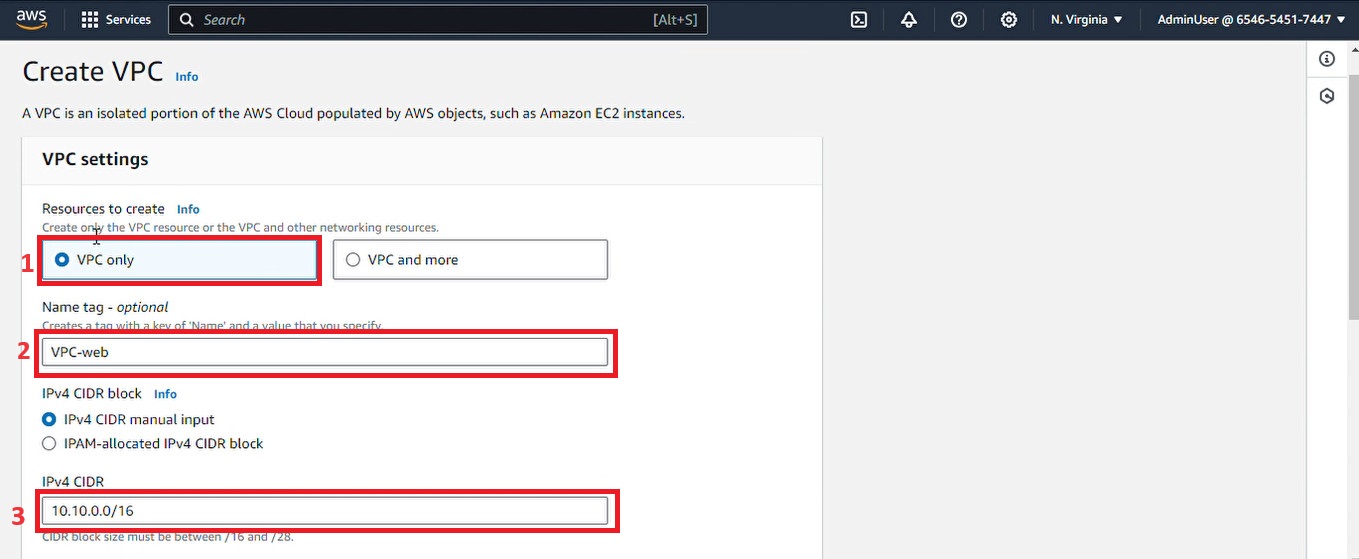 aws Services Search [Alt+S] N. Virginia AdminUser @ 6546-5451-7447
Create VPC Info
A VPC is an isolated portion of the AWS Cloud populated by AWS objects, such as Amazon EC2 instances.
VPC settings
Resources to create Info
Create only the VPC resource or the VPC and other networking resources.
1 VPC only VPC and more
Name tag - optional
Creates a tag with a key of 'Name' and a value that you specify.
2 VPC-web
IPv4 CIDR block Info
IPv4 CIDR manual input
IPAM-allocated IPv4 CIDR block
IPv4 CIDR
3 10.10.0.0/16
CIDR block size must be between /16 and /28.